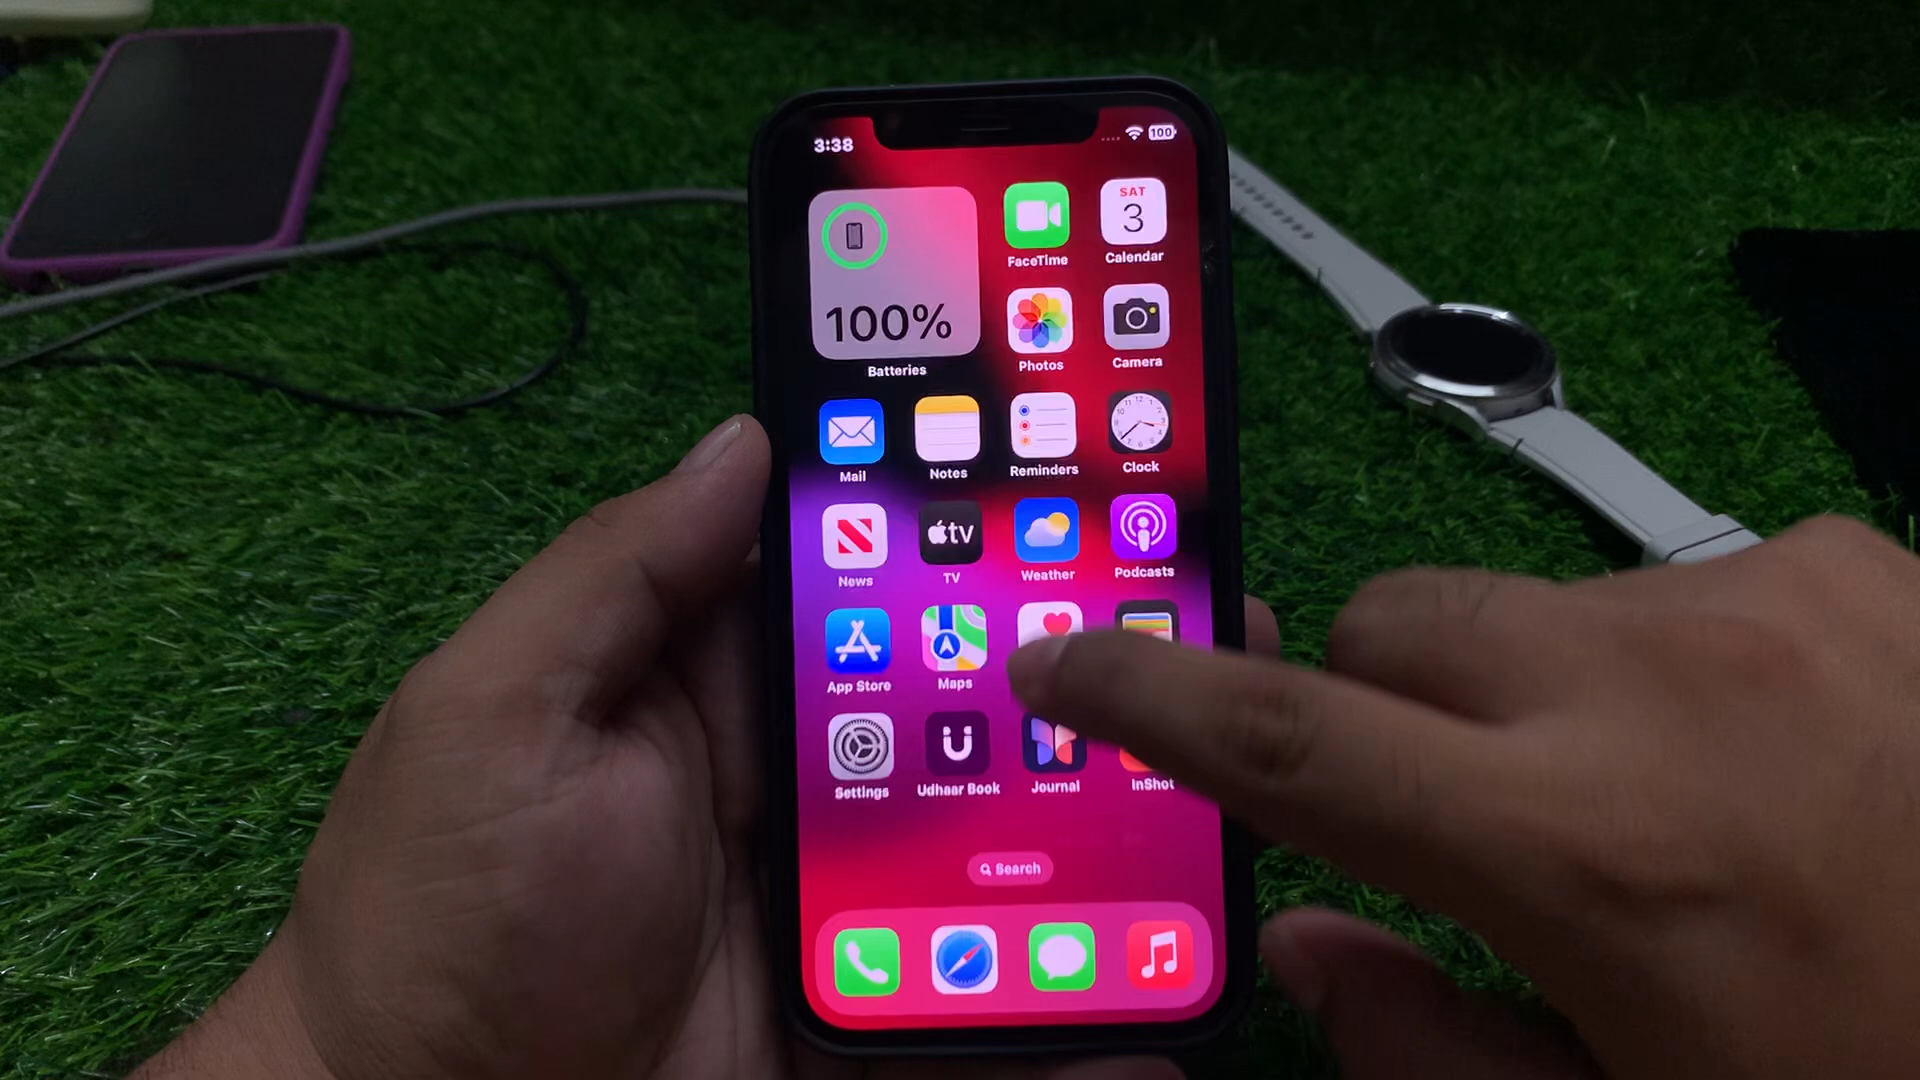 3:38
100
100%
Batteries
FaceTime
SAT
3
Calendar
Photos
Camera
Mail
Notes
Reminders
Clock
News
tv
TV
Weather
Podcasts
App Store
Maps
Settings
Udhaar Book
Journal
InShot
Search